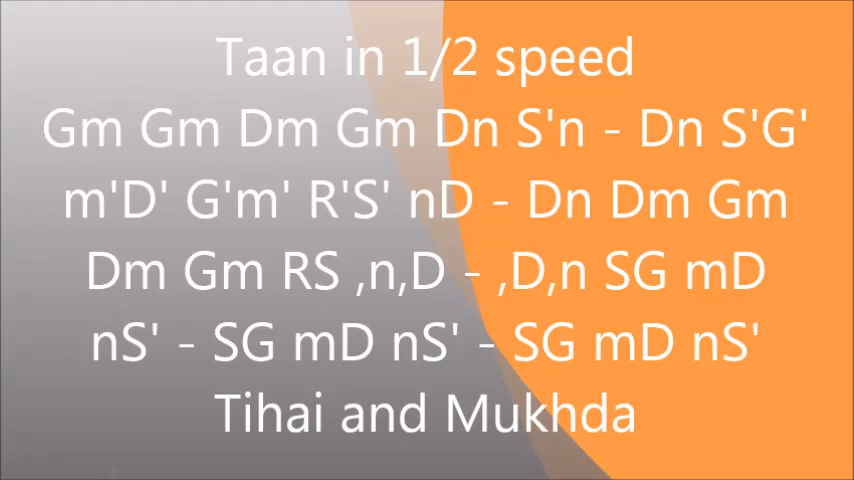 Taan in 1/2 speed
Gm Gm Dm Gm Dn S'n - Dn S'G'
m'D' G'm' R'S' nD - Dn Dm Gm
Dm Gm RS ,n,D - ,D,n SG mD
nS' - SG mD nS' - SG mD nS'
Tihai and Mukhda